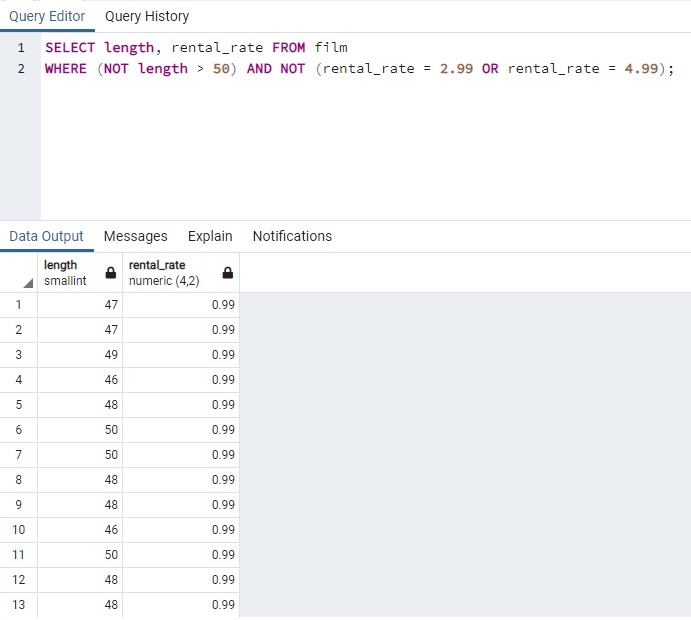 Query Editor Query History
1 SELECT length, rental_rate FROM film
2 WHERE (NOT length > 50) AND NOT (rental_rate = 2.99 OR rental_rate = 4.99);
Data Output Messages Explain Notifications
length rental_rate
smallint numeric (4,2)
1 47 0.99
2 47 0.99
3 49 0.99
4 46 0.99
5 48 0.99
6 50 0.99
7 50 0.99
8 48 0.99
9 48 0.99
10 46 0.99
11 50 0.99
12 48 0.99
13 48 0.99